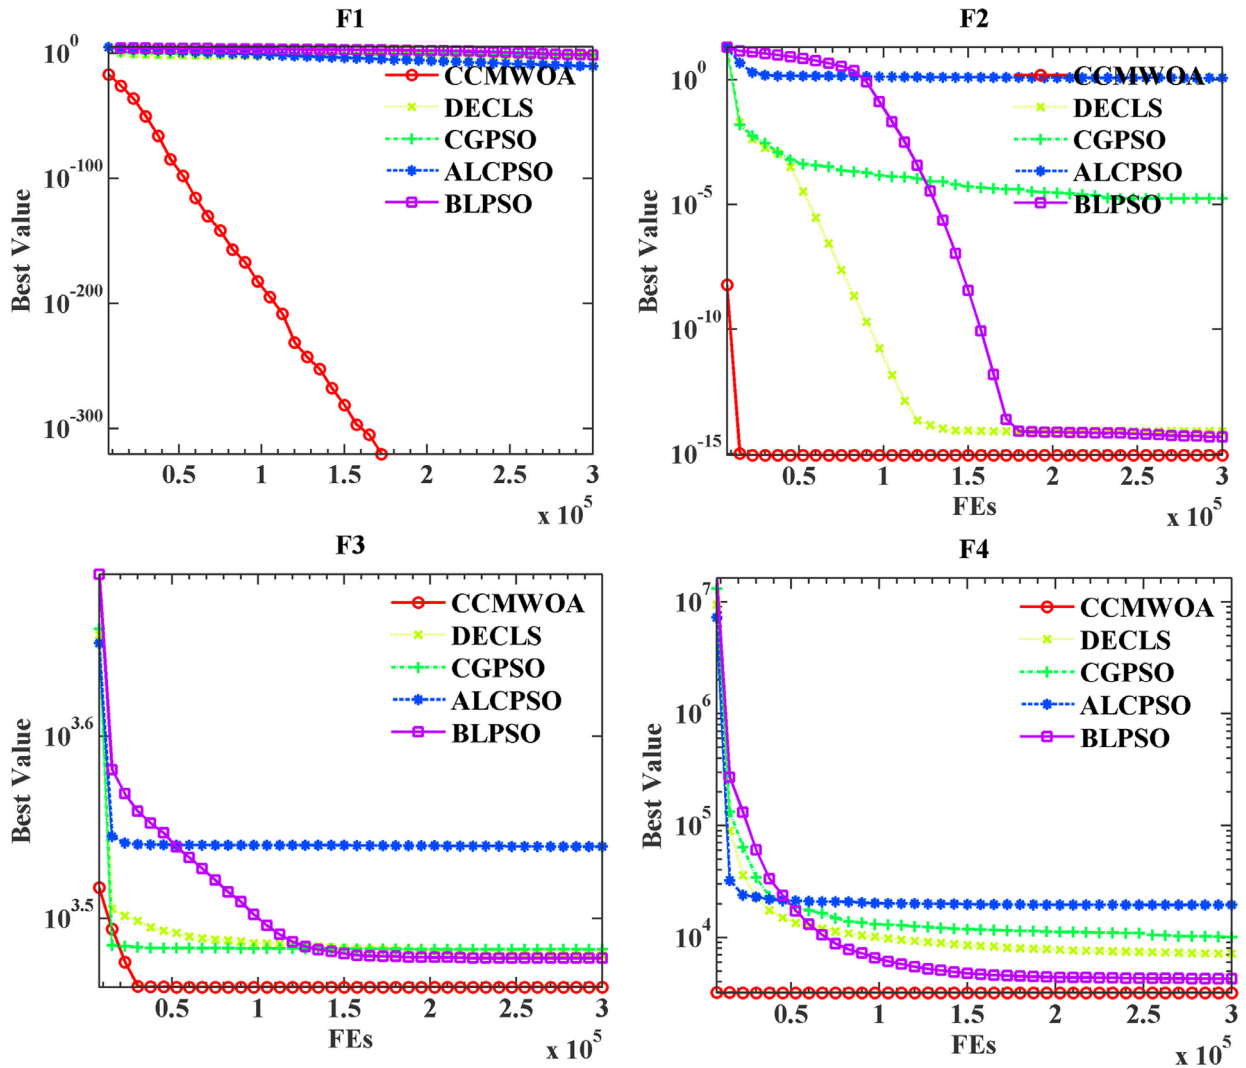 F1
Best Value
10^0
10^-100
10^-200
10^-300
CCMWOA
DECLS
CGPSO
ALCPSO
BLPSO
0.5 1 1.5 2 2.5 3
x 10^5
F2
Best Value
10^0
10^-5
10^-10
10^-15
CCMWOA
DECLS
CGPSO
ALCPSO
BLPSO
0.5 1 1.5 2 2.5 3
FEs
x 10^5
F3
Best Value
10^3.6
10^3.5
CCMWOA
DECLS
CGPSO
ALCPSO
BLPSO
0.5 1 1.5 2 2.5 3
FEs
x 10^5
F4
Best Value
10^7
10^6
10^5
10^4
CCMWOA
DECLS
CGPSO
ALCPSO
BLPSO
0.5 1 1.5 2 2.5 3
FEs
x 10^5